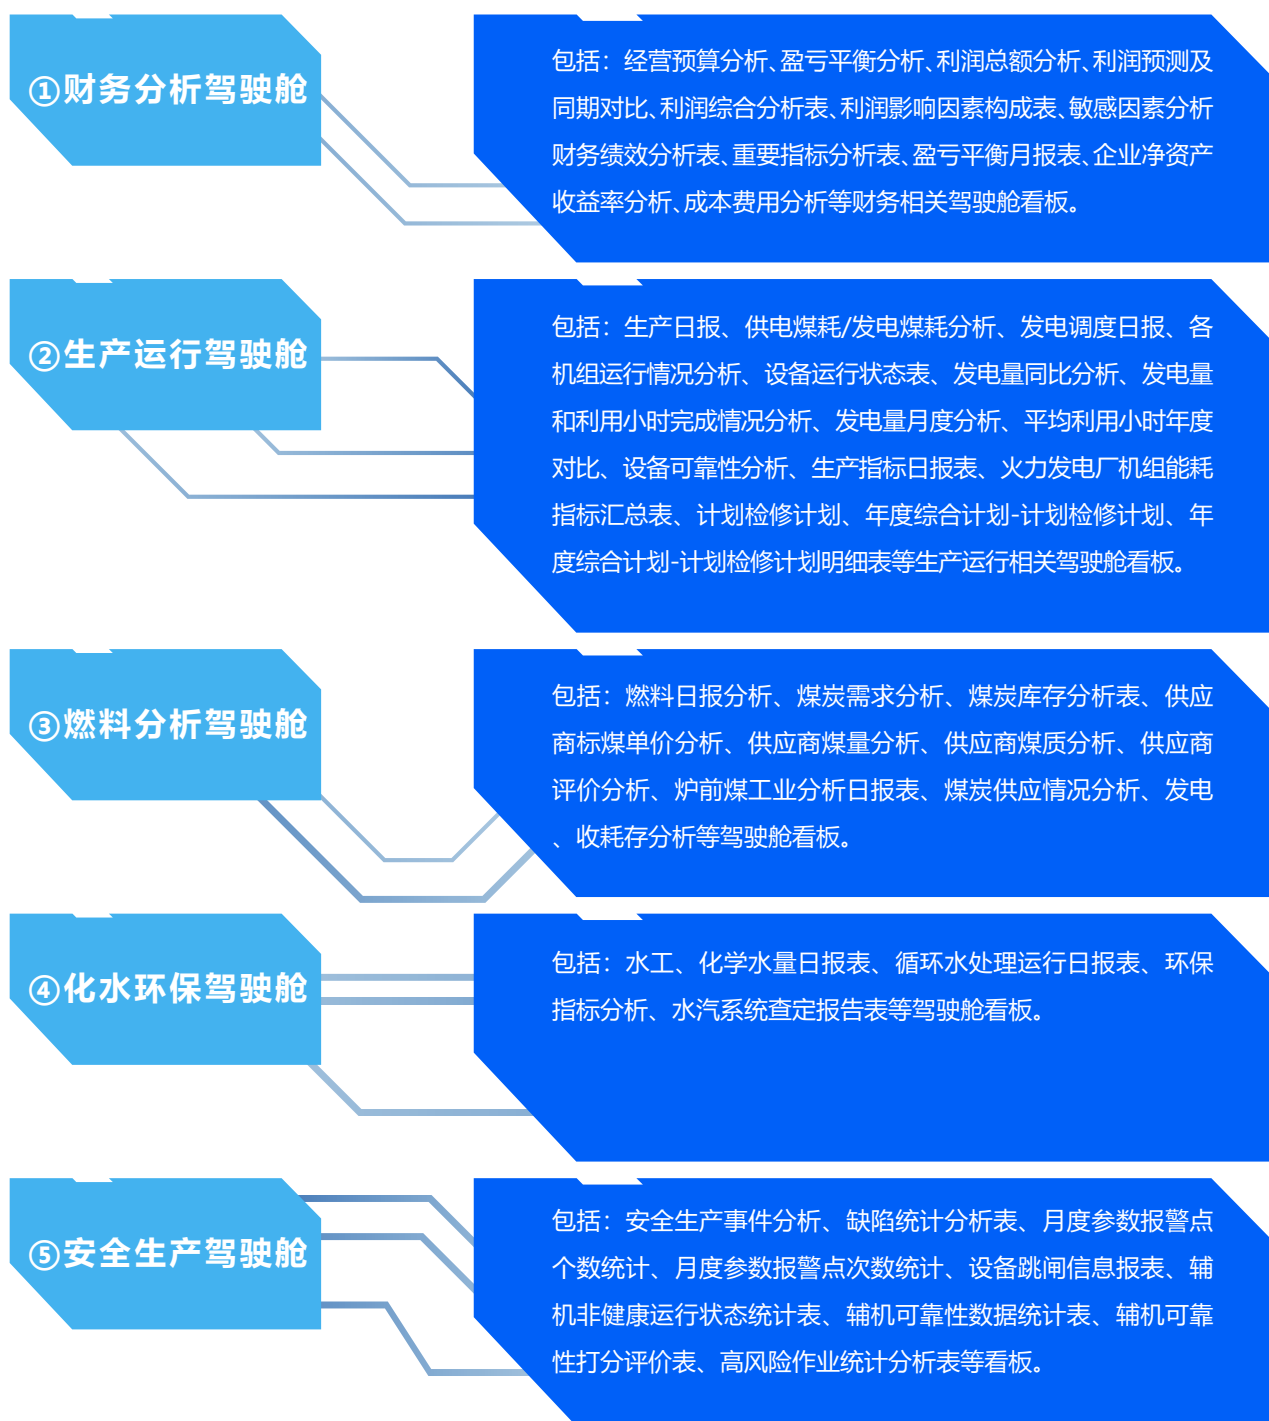 ①财务分析驾驶舱
包括：经营预算分析、盈亏平衡分析、利润总额分析、利润预测及
同期对比、利润综合分析表、利润影响因素构成表、敏感因素分析
财务绩效分析表、重要指标分析表、盈亏平衡月报表、企业净资产
收益率分析、成本费用分析等财务相关驾驶舱看板。
②生产运行驾驶舱
包括：生产日报、供电煤耗/发电煤耗分析、发电调度日报、各
机组运行情况分析、设备运行状态表、发电量同比分析、发电量
和利用小时完成情况分析、发电量月度分析、平均利用小时年度
对比、设备可靠性分析、生产指标日报表、火力发电厂机组能耗
指标汇总表、计划检修计划、年度综合计划-计划检修计划、年
度综合计划-计划检修计划明细表等生产运行相关驾驶舱看板。
③燃料分析驾驶舱
包括：燃料日报分析、煤炭需求分析、煤炭库存分析表、供应
商标煤单价分析、供应商煤量分析、供应商煤质分析、供应商
评价分析、炉前煤工业分析日报表、煤炭供应情况分析、发电
、收耗存分析等驾驶舱看板。
④化水环保驾驶舱
包括：水工、化学水量日报表、循环水处理运行日报表、环保
指标分析、水汽系统查定报告表等驾驶舱看板。
⑤安全生产驾驶舱
包括：安全生产事件分析、缺陷统计分析表、月度参数报警点
个数统计、月度参数报警点次数统计、设备跳闸信息报表、辅
机非健康运行状态统计表、辅机可靠性数据统计表、辅机可靠
性打分评价表、高风险作业统计分析表等看板。